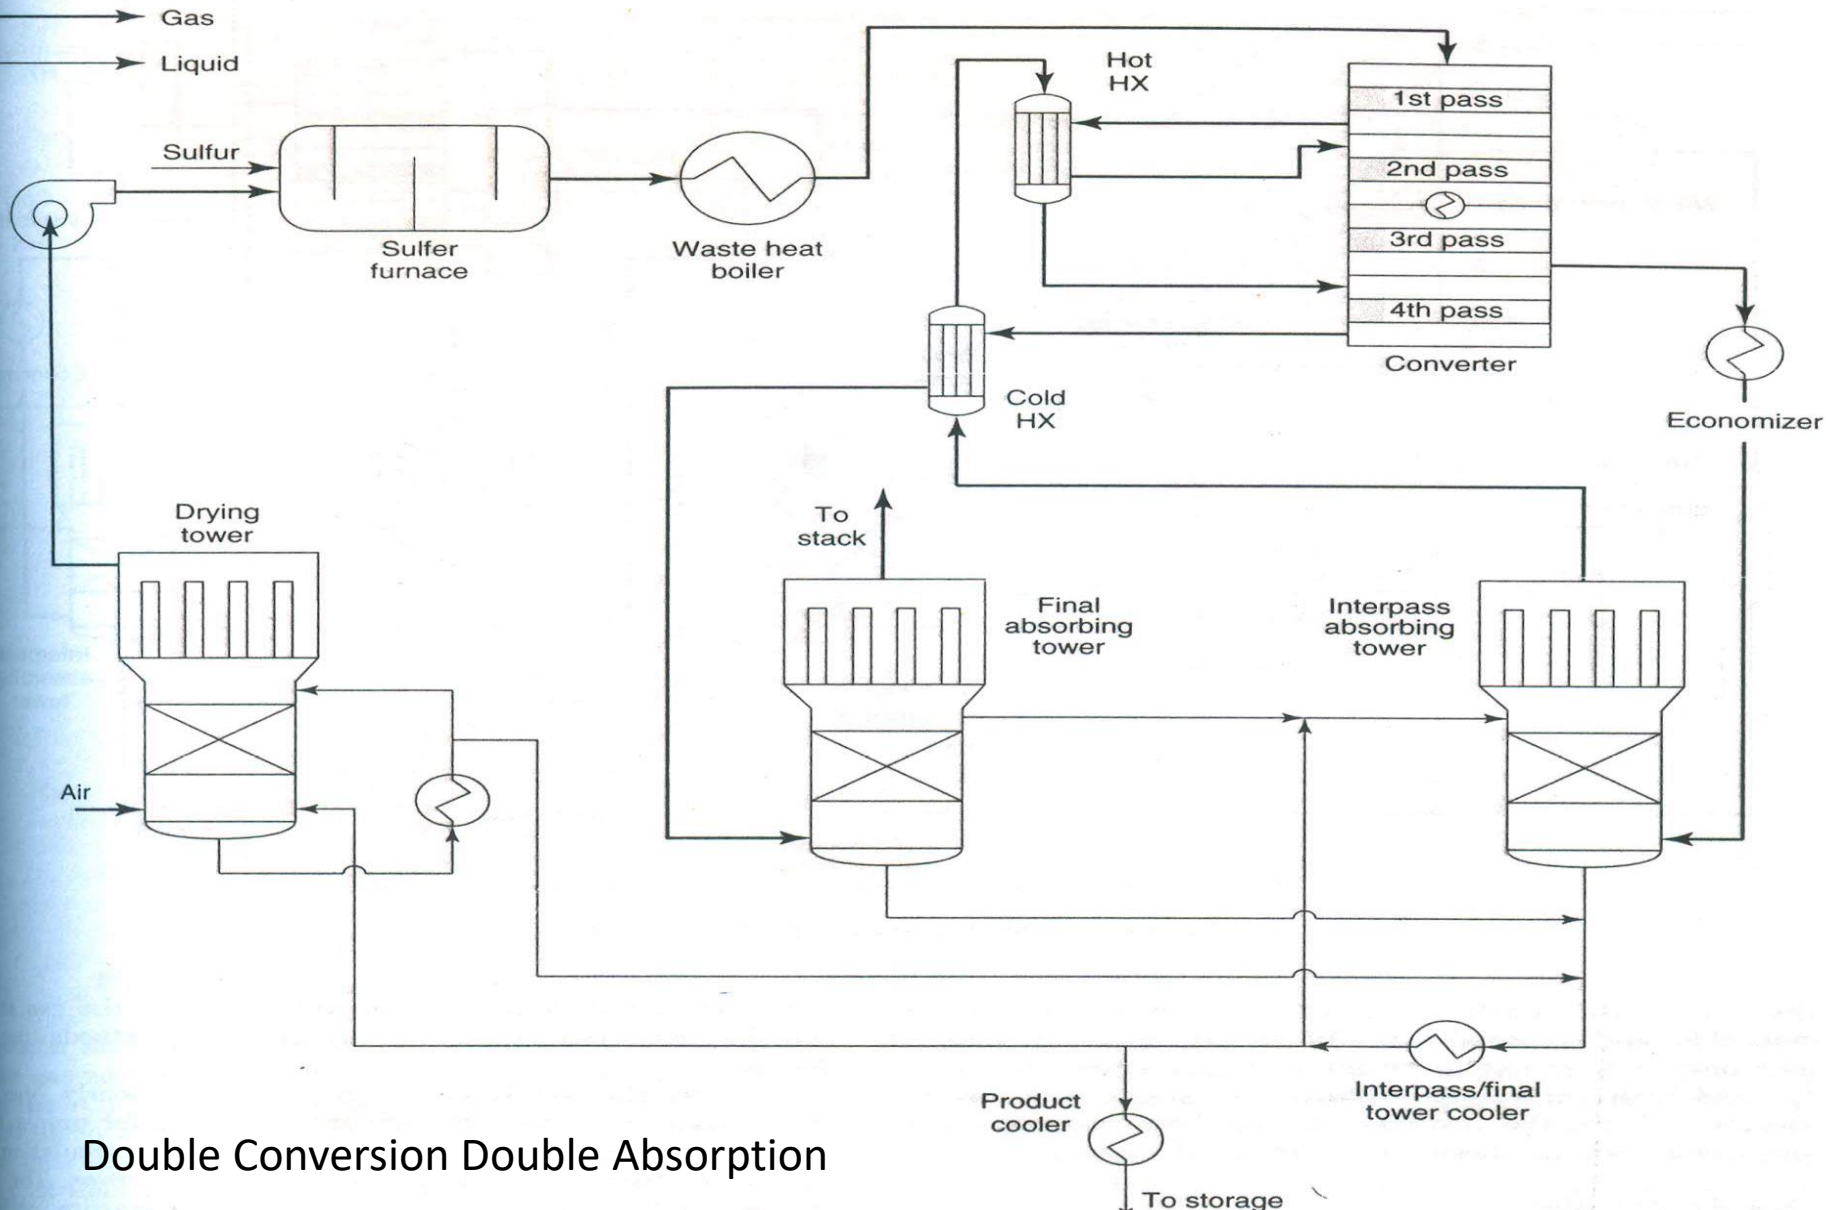 Gas
Liquid
Hot
HX
1st pass
Sulfur
2nd pass
Sulfer
furnace
Waste heat
boiler
3rd pass
4th pass
Converter
Cold
HX
Economizer
Drying
tower
To
stack
Final
absorbing
tower
Interpass
absorbing
tower
Air
Product
cooler
Interpass/final
tower cooler
Double Conversion Double Absorption
To storage